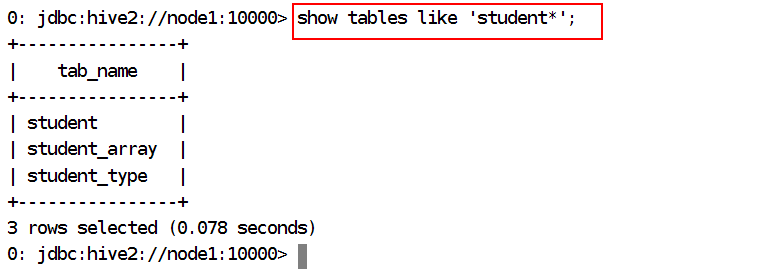 0: jdbc:hive2://node1:10000> show tables like 'student*';
+----------------+
|    tab_name    |
+----------------+
| student        |
| student_array  |
| student_type   |
+----------------+
3 rows selected (0.078 seconds)
0: jdbc:hive2://node1:10000>